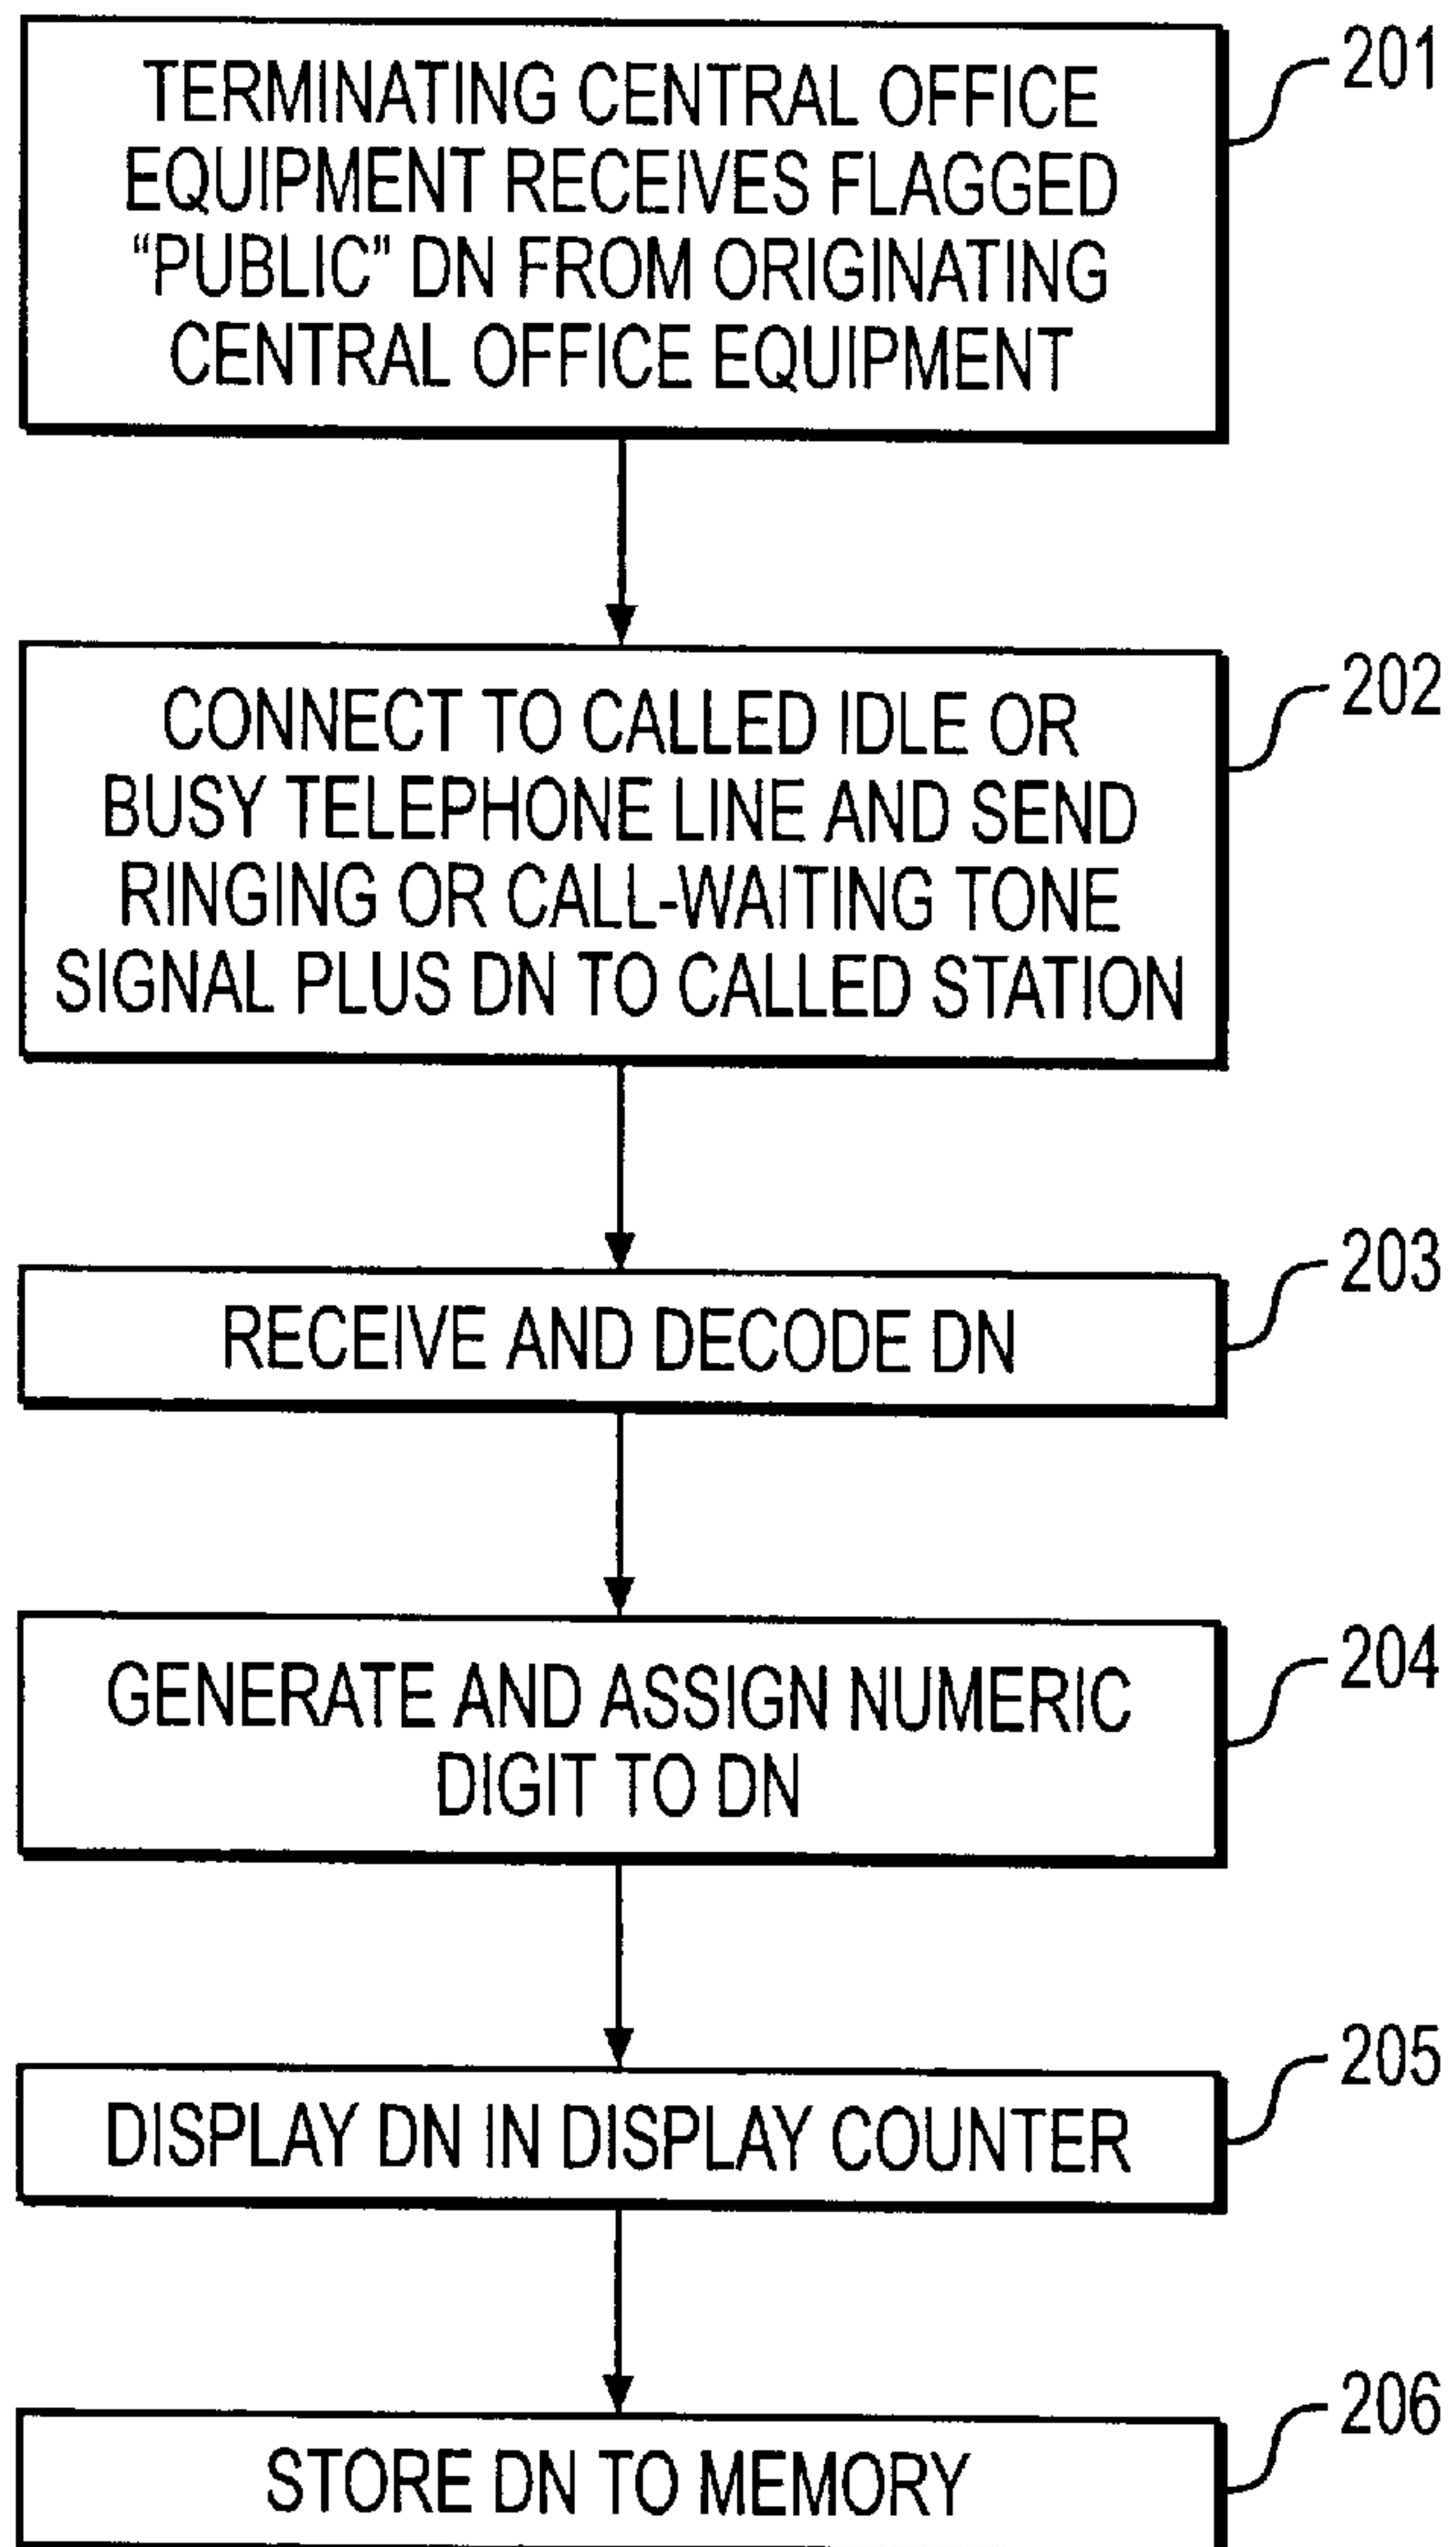 TERMINATING CENTRAL OFFICE
EQUIPMENT RECEIVES FLAGGED
“PUBLIC” DN FROM ORIGINATING
CENTRAL OFFICE EQUIPMENT
201
CONNECT TO CALLED IDLE OR
BUSY TELEPHONE LINE AND SEND
RINGING OR CALL-WAITING TONE
SIGNAL PLUS DN TO CALLED STATION
202
RECEIVE AND DECODE DN
203
GENERATE AND ASSIGN NUMERIC
DIGIT TO DN
204
DISPLAY DN IN DISPLAY COUNTER
205
STORE DN TO MEMORY
206